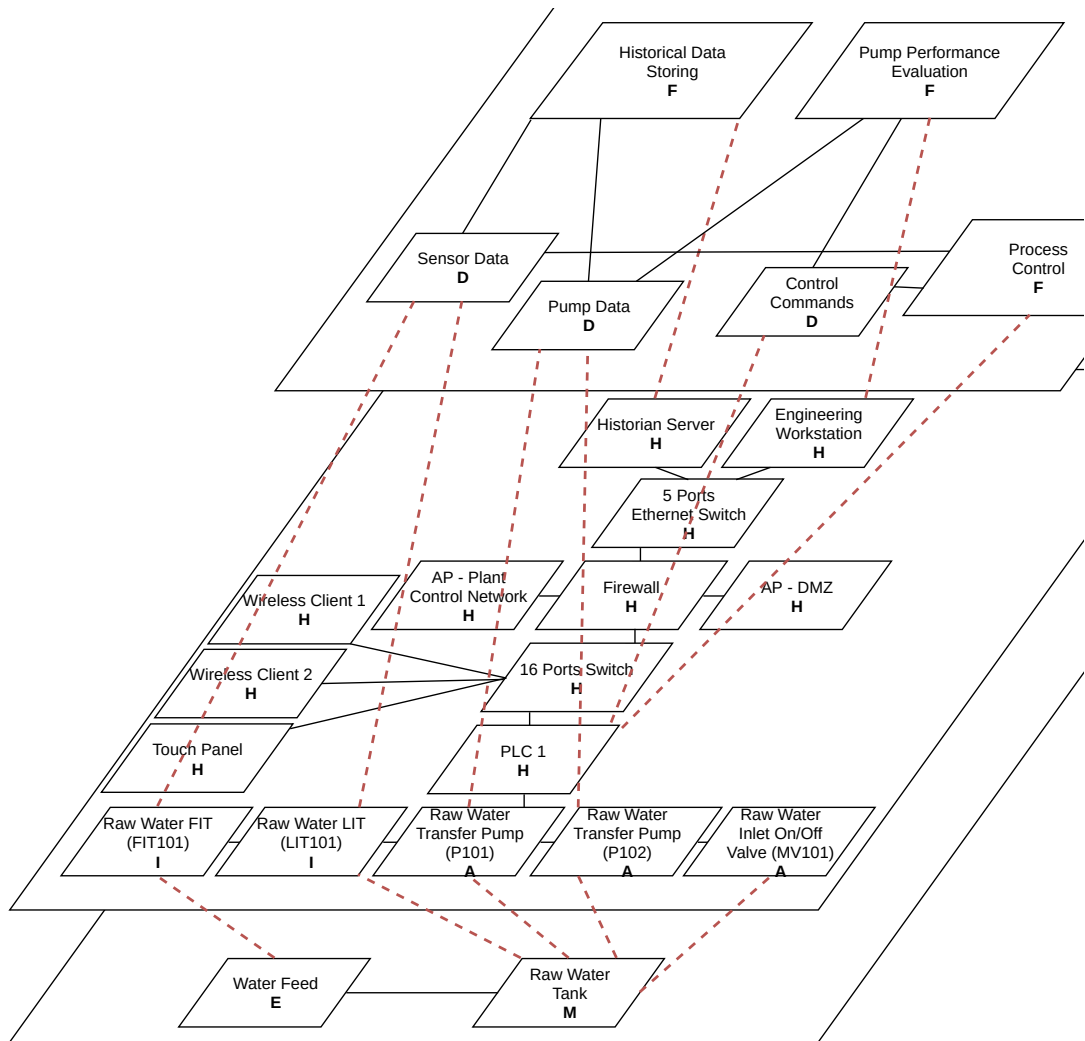 Historical Data
Storing
F
Pump Performance
Evaluation
F
Sensor Data
D
Pump Data
D
Control
Commands
D
Process
Control
F
Historian Server
H
Engineering
Workstation
H
5 Ports
Ethernet Switch
H
Wireless Client 1
H
AP - Plant
Control Network
H
Firewall
H
AP - DMZ
H
Wireless Client 2
H
16 Ports Switch
H
Touch Panel
H
PLC 1
H
Raw Water FIT
(FIT101)
I
Raw Water LIT
(LIT101)
I
Raw Water
Transfer Pump
(P101)
A
Raw Water
Transfer Pump
(P102)
A
Raw Water
Inlet On/Off
Valve (MV101)
A
Water Feed
E
Raw Water
Tank
M